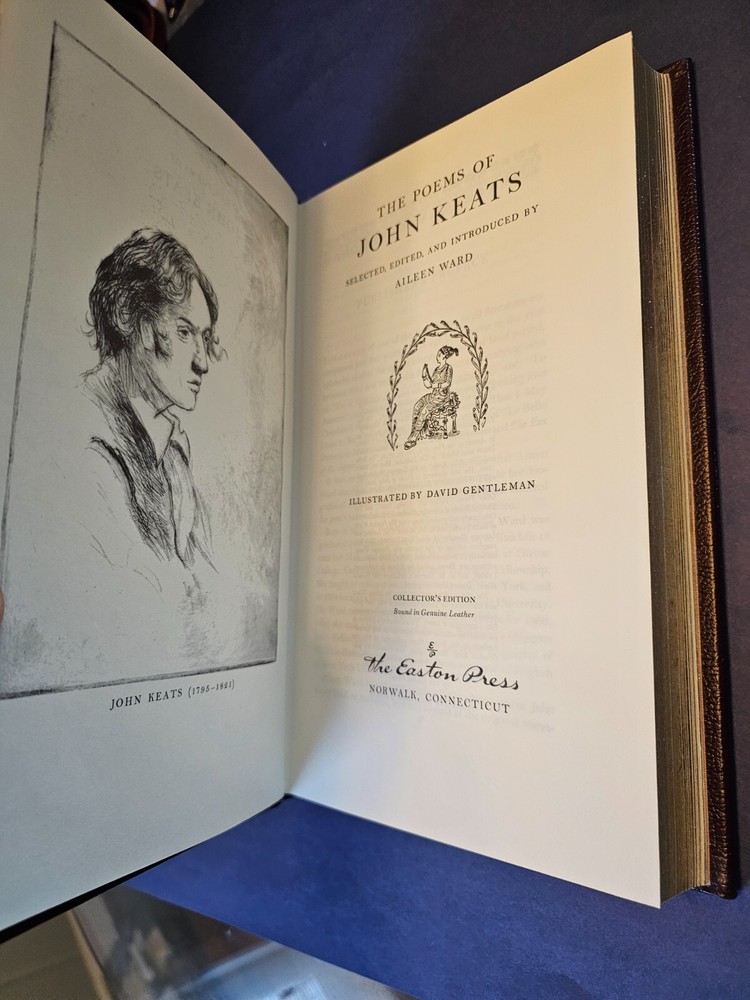 JOHN KEATS (1795–1821)
THE POEMS OF
JOHN KEATS
SELECTED, EDITED, AND INTRODUCED BY
AILEEN WARD
ILLUSTRATED BY DAVID GENTLEMAN
COLLECTOR'S EDITION
Bound in Genuine Leather
The Easton Press
NORWALK, CONNECTICUT